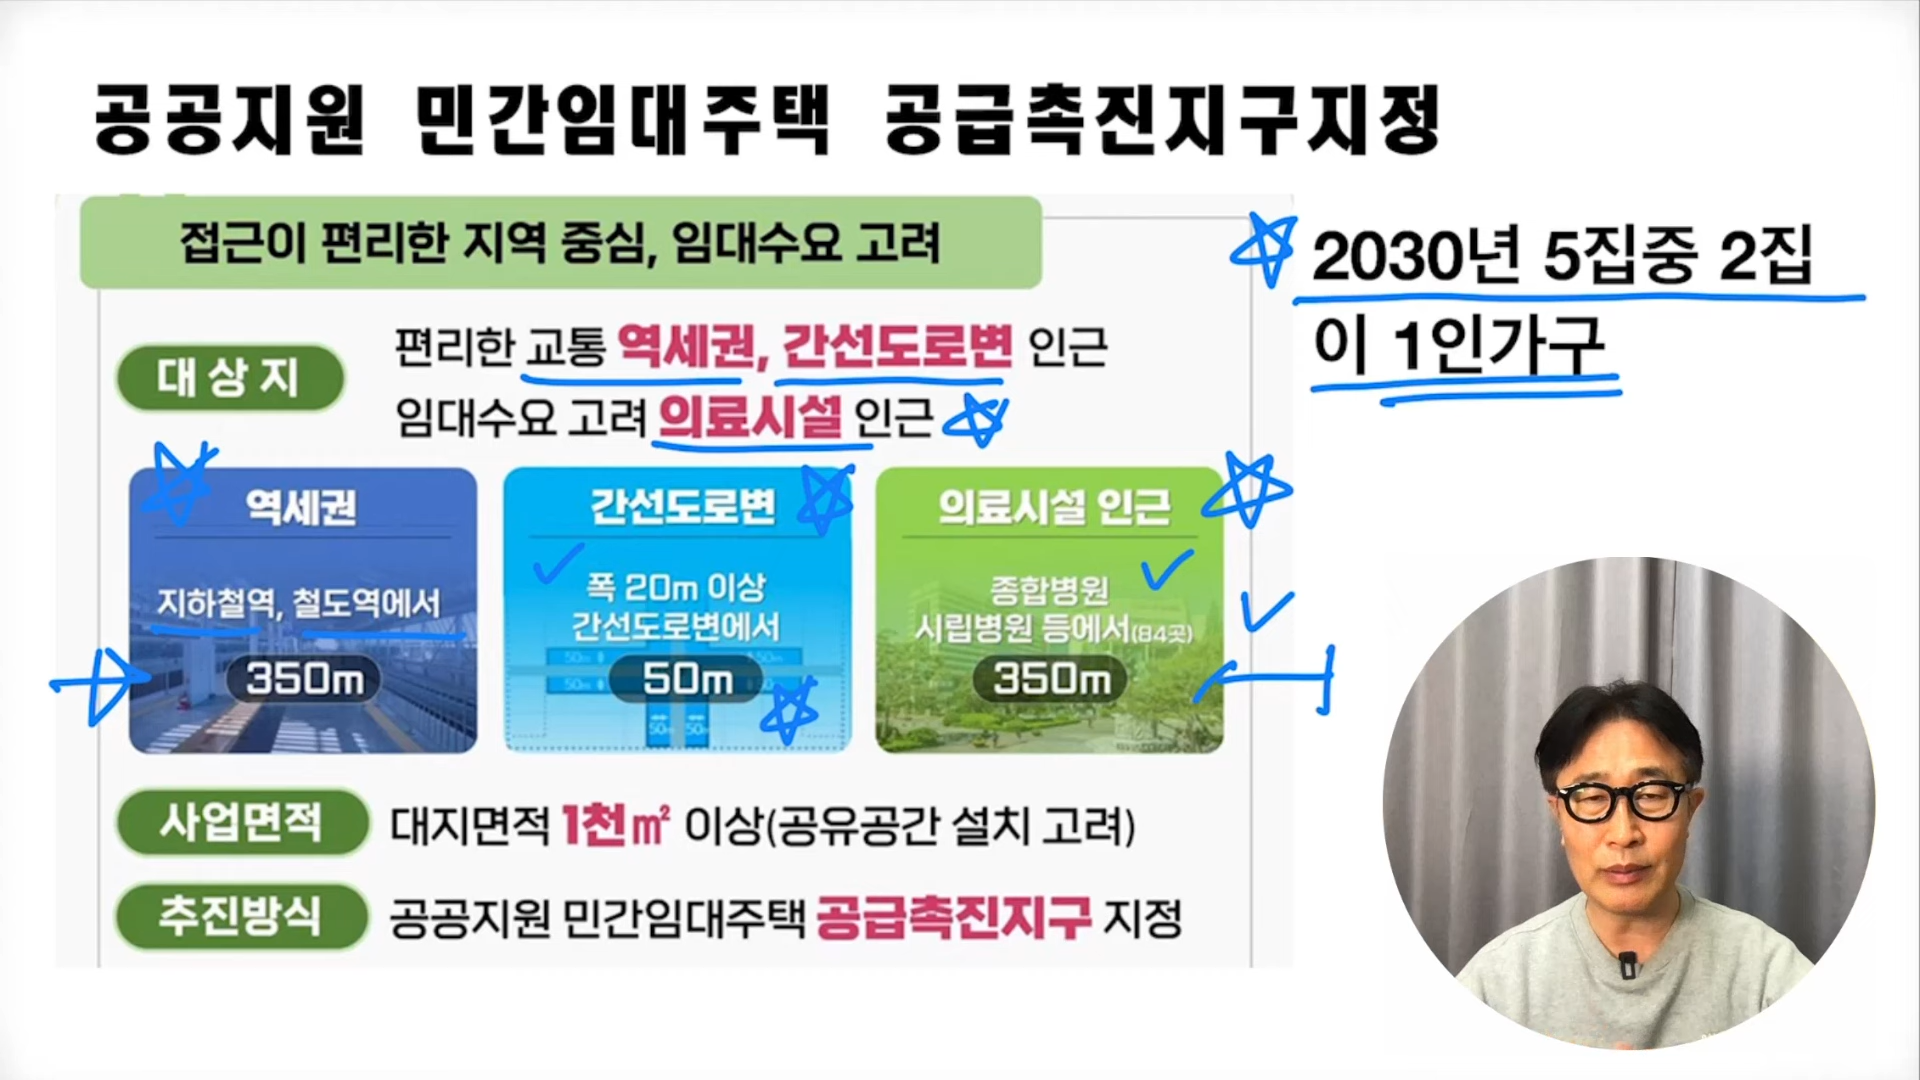 공공지원 민간임대주택 공급촉진지구지정
접근이 편리한 지역 중심, 임대수요 고려
2030년 5집중 2집
이 1인가구
대상지
편리한 교통 역세권, 간선도로변 인근
임대수요 고려 의료시설 인근
역세권
지하철역, 철도역에서
350m
간선도로변
폭 20m 이상
간선도로변에서
50m
50m
50m
50m
50m
50m
의료시설 인근
종합병원
시립병원 등에서(84곳)
350m
사업면적
대지면적 1천㎡ 이상(공유공간 설치 고려)
추진방식
공공지원 민간임대주택 공급촉진지구 지정